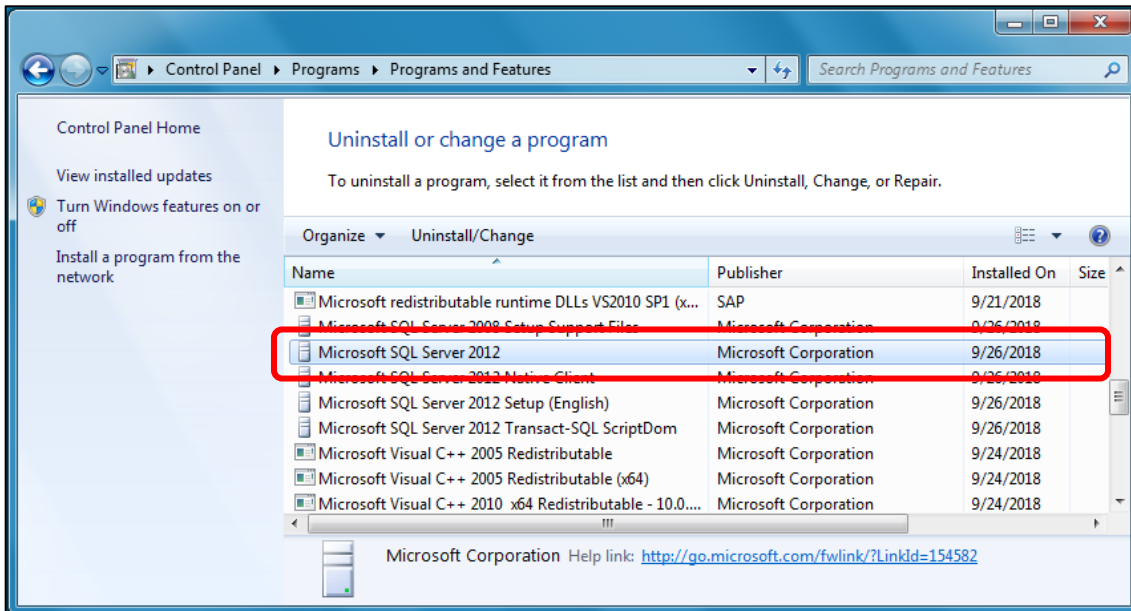 Control Panel Programs Programs and Features Search Programs and Features
Control Panel Home
View installed updates
Turn Windows features on or
off
Install a program from the
network
Uninstall or change a program
To uninstall a program, select it from the list and then click Uninstall, Change, or Repair.
Organize Uninstall/Change
Name Publisher Installed On Size
Microsoft redistributable runtime DLLs VS2010 SP1 (x... SAP 9/21/2018
Microsoft SQL Server 2008 Setup Support Files Microsoft Corporation 9/26/2018
Microsoft SQL Server 2012 Microsoft Corporation 9/26/2018
Microsoft SQL Server 2012 Native Client Microsoft Corporation 9/26/2018
Microsoft SQL Server 2012 Setup (English) Microsoft Corporation 9/26/2018
Microsoft SQL Server 2012 Transact-SQL ScriptDom Microsoft Corporation 9/26/2018
Microsoft Visual C++ 2005 Redistributable Microsoft Corporation 9/24/2018
Microsoft Visual C++ 2005 Redistributable (x64) Microsoft Corporation 9/24/2018
Microsoft Visual C++ 2010 x64 Redistributable - 10.0.... Microsoft Corporation 9/24/2018
Microsoft Corporation Help link: http://go.microsoft.com/fwlink/?LinkId=154582